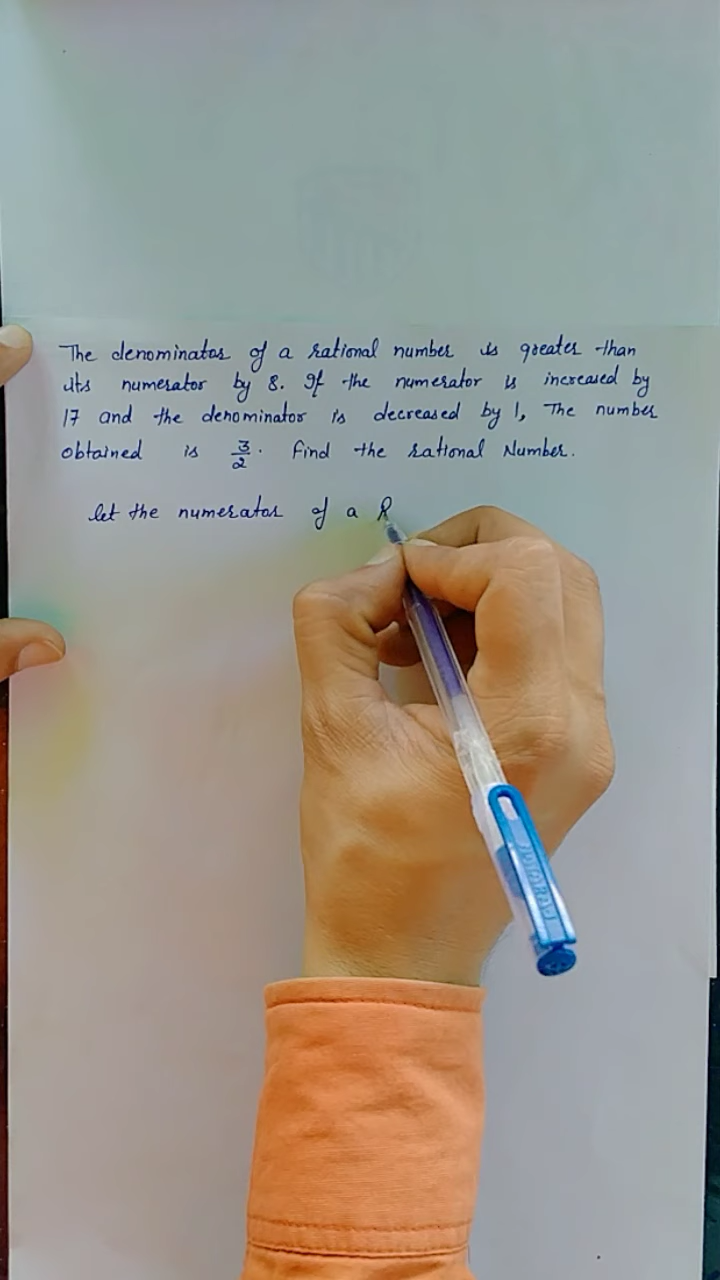 The denominator of a rational number is greater than
its numerator by 8. If the numerator is increased by
17 and the denominator is decreased by 1, The number
obtained is 3/2. Find the rational Number.
let the numerator of a R